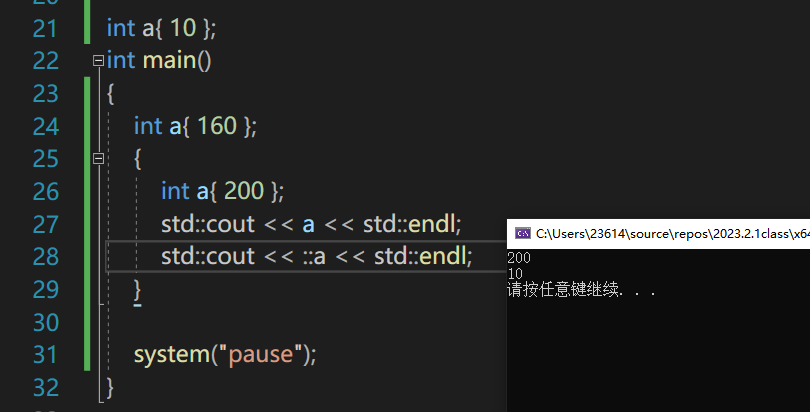 21 int a{ 10 };
22 int main()
23 {
24 int a{ 160 };
25 {
26 int a{ 200 };
27 std::cout << a << std::endl;
28 std::cout << ::a << std::endl;
29 }
30
31 system("pause");
32 }
C:\Users\23614\source\repos\2023.2.1class\x64
200
10
请按任意键继续. . .